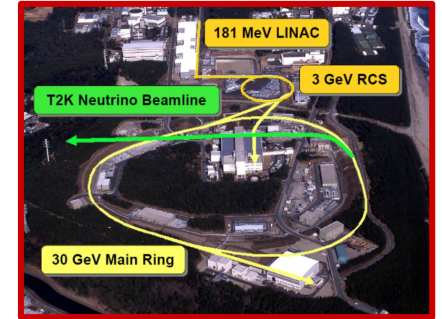 181 MeV LINAC
3 GeV RCS
T2K Neutrino Beamline
30 GeV Main Ring